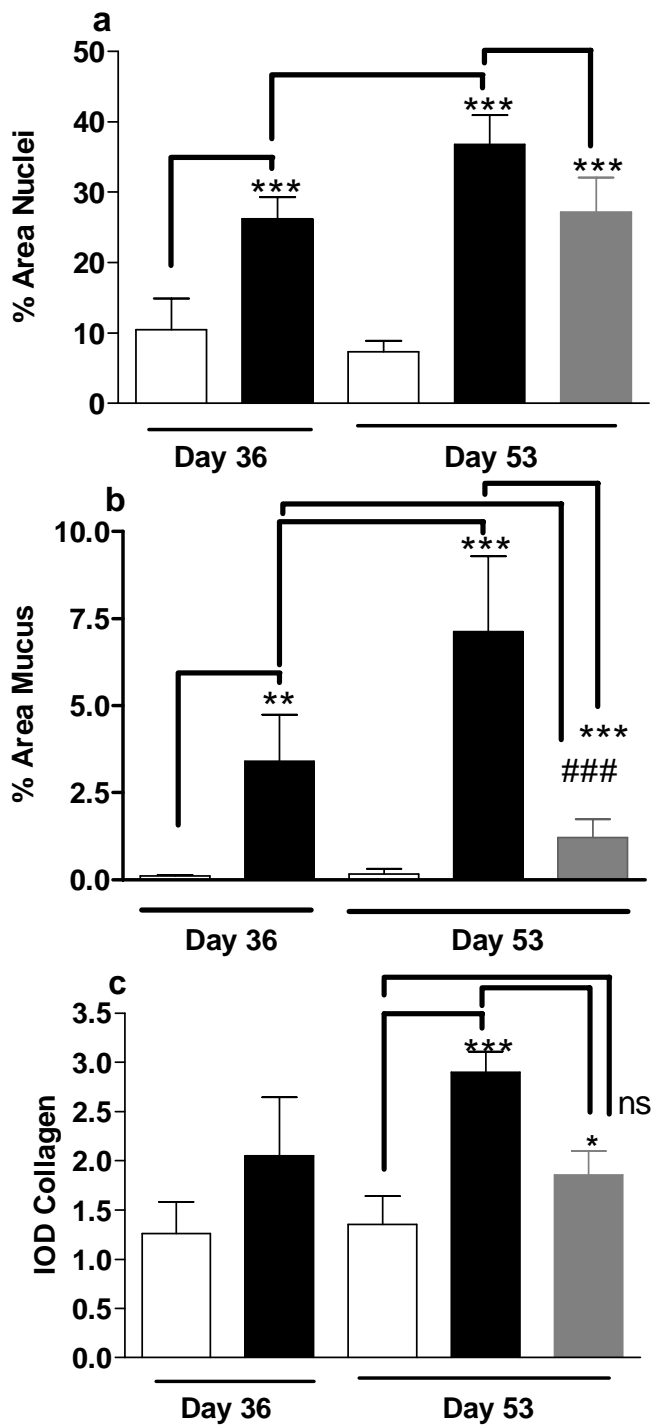 a
% Area Nuclei
50
40
30
20
10
0
***
***
***
Day 36
Day 53
b
% Area Mucus
10.0
7.5
5.0
2.5
0.0
**
***
***
###
Day 36
Day 53
c
IOD Collagen
3.5
3.0
2.5
2.0
1.5
1.0
0.5
0.0
***
ns
*
Day 36
Day 53